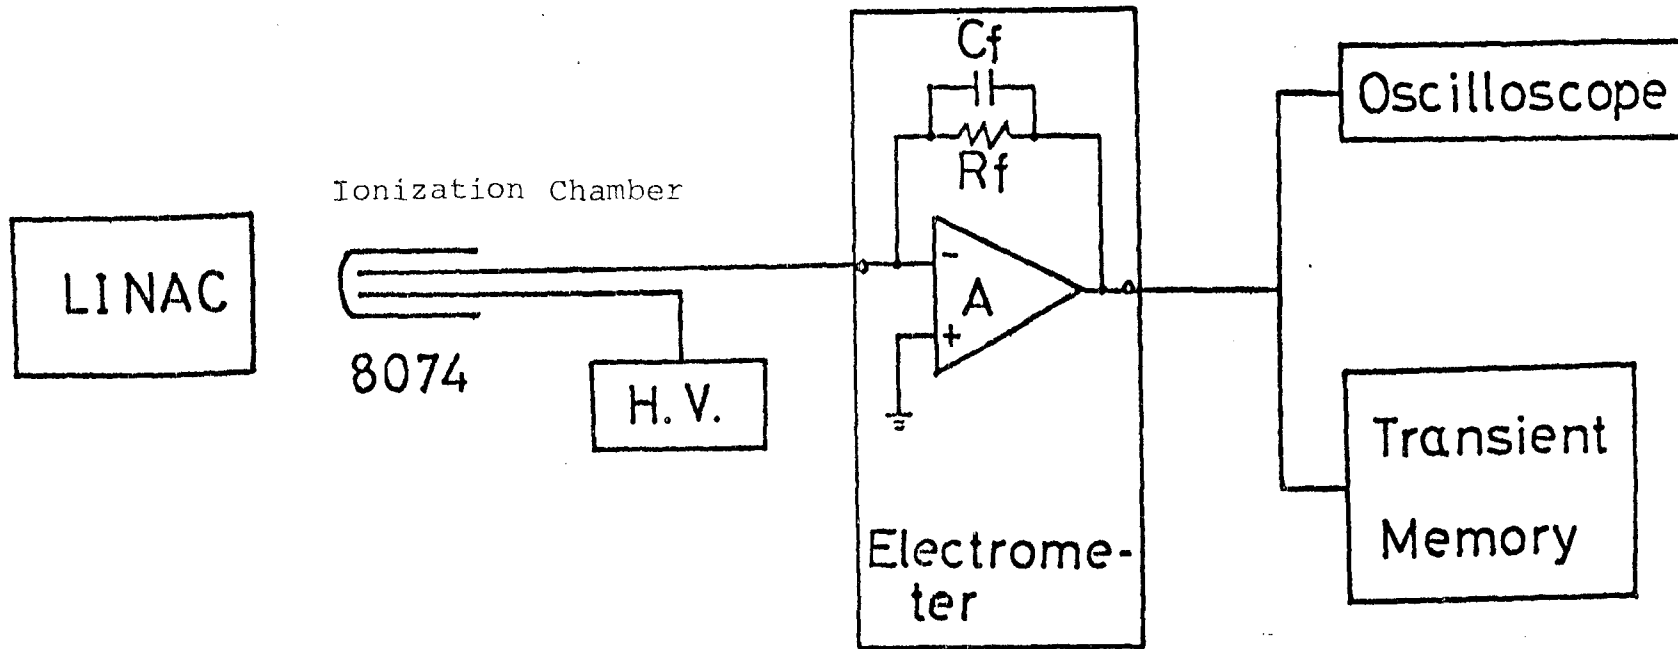 LINAC
Ionization Chamber
8074
H. V.
Cf
Rf
-
A
+
Electrome-
ter
Oscilloscope
Transient
Memory